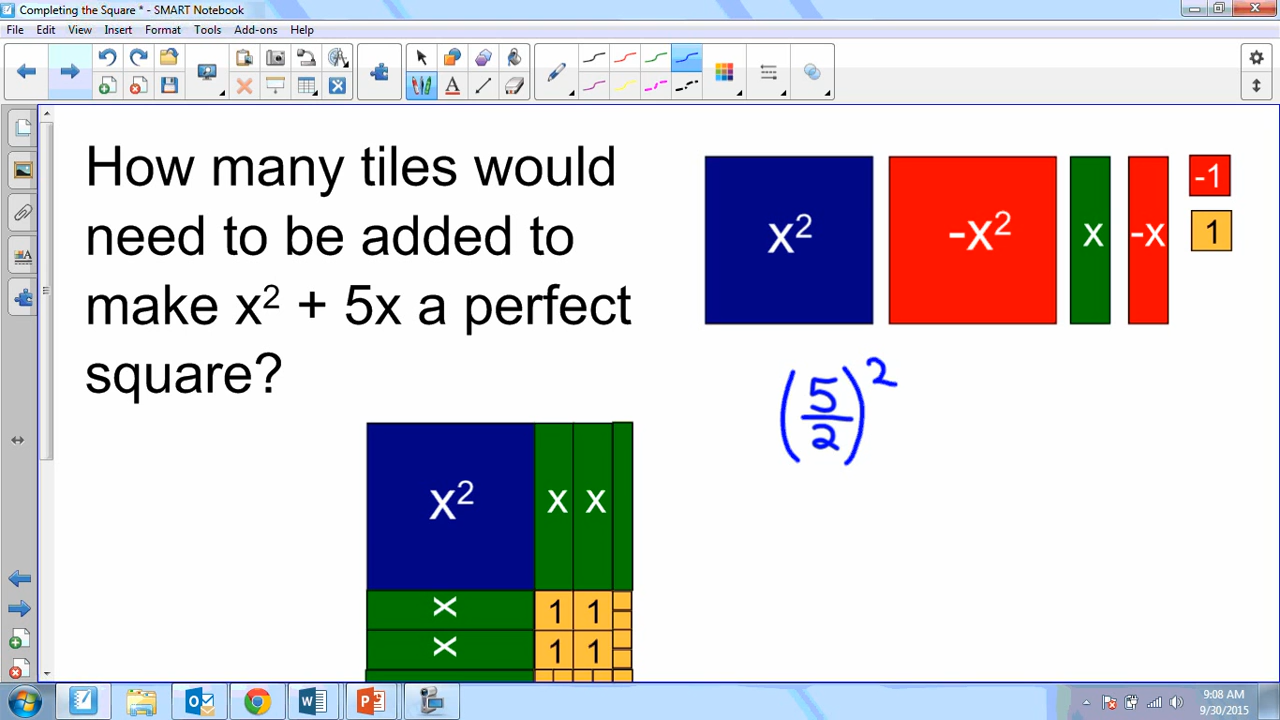 Completing the Square * - SMART Notebook
File Edit View Insert Format Tools Add-ons Help
How many tiles would
need to be added to
make x² + 5x a perfect
square?
x² -x² x -x -1
1
(5/2)²
x² x x
x 1 1
x 1 1
9:08 AM
9/30/2015